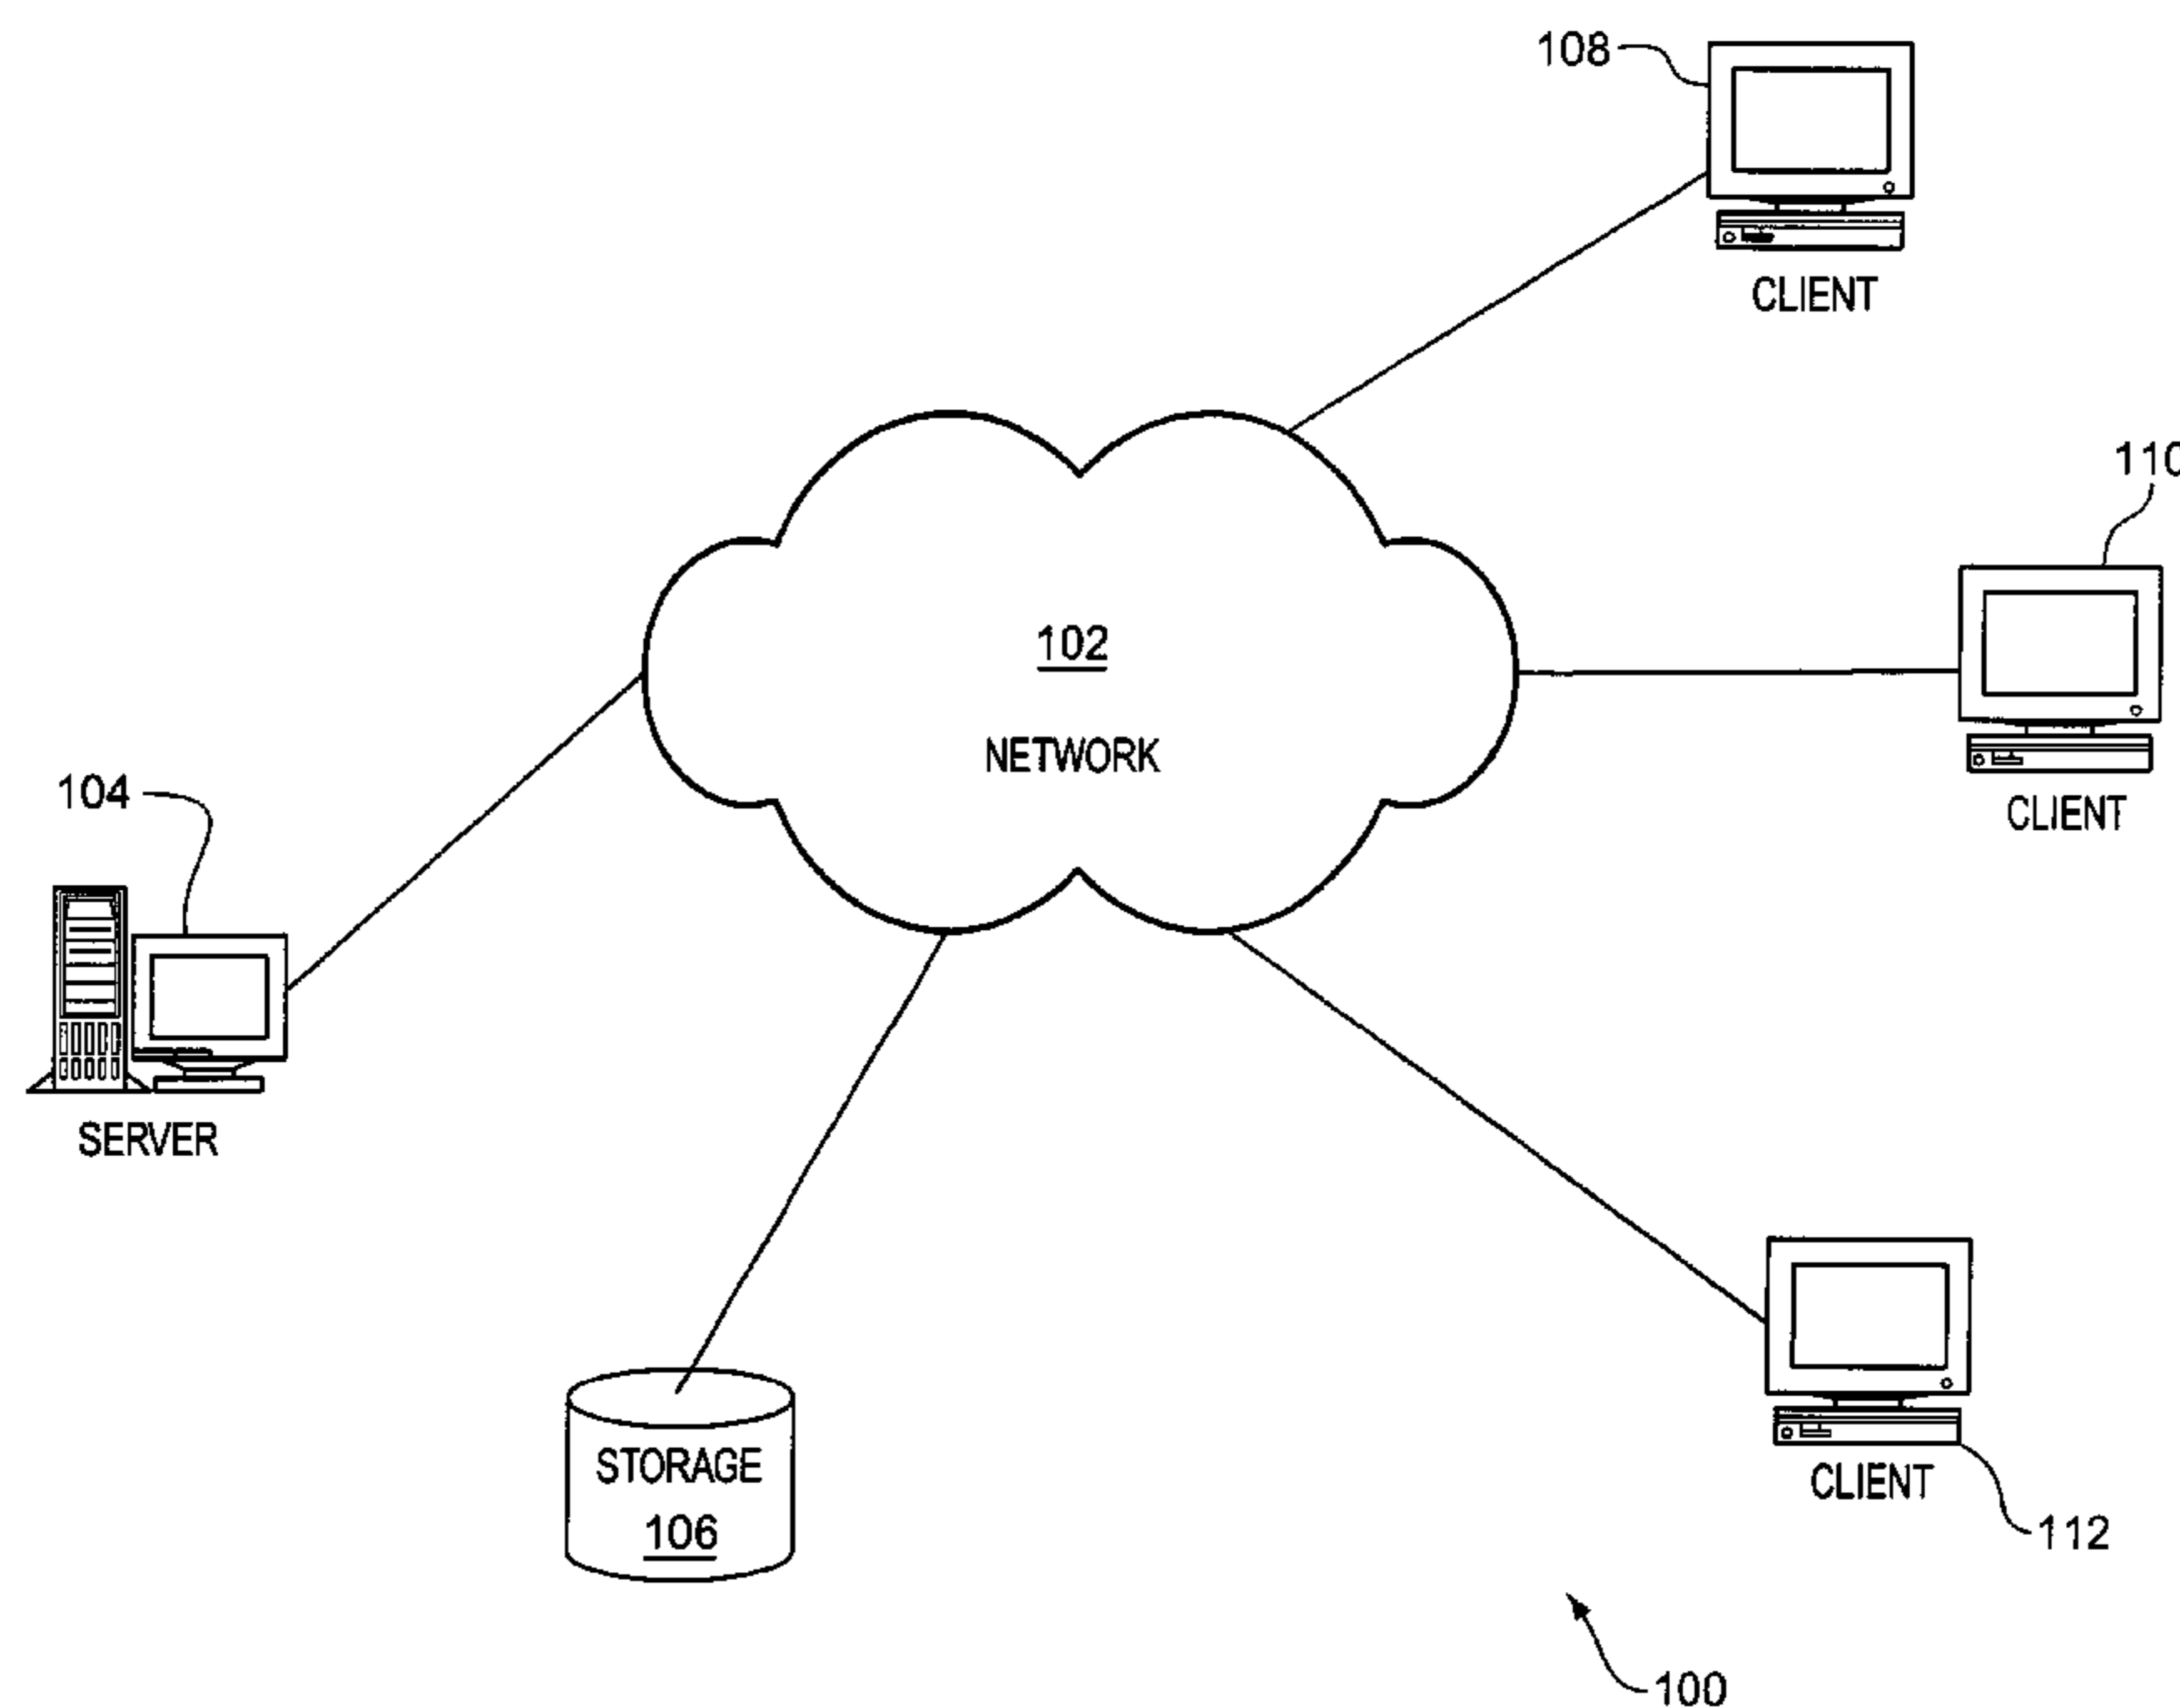 108
CLIENT
110
102
NETWORK
CLIENT
104
SERVER
STORAGE
106
CLIENT
112
100